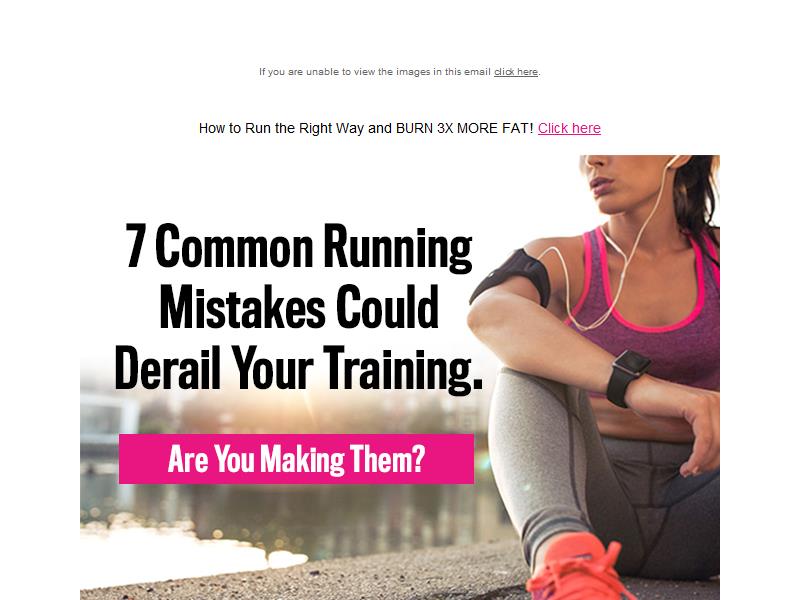 If you are unable to view the images in this email click here.
How to Run the Right Way and BURN 3X MORE FAT! Click here
7 Common Running
Mistakes Could
Derail Your Training.
Are You Making Them?